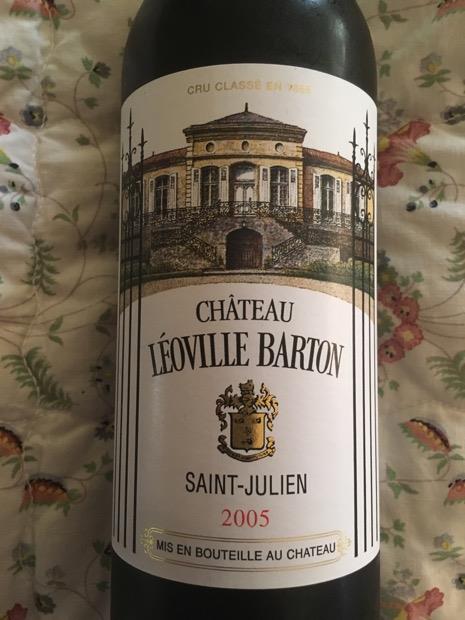 CRU CLASSÉ EN 1855
CHÂTEAU
LÉOVILLE BARTON
SAINT-JULIEN
2005
MIS EN BOUTEILLE AU CHATEAU